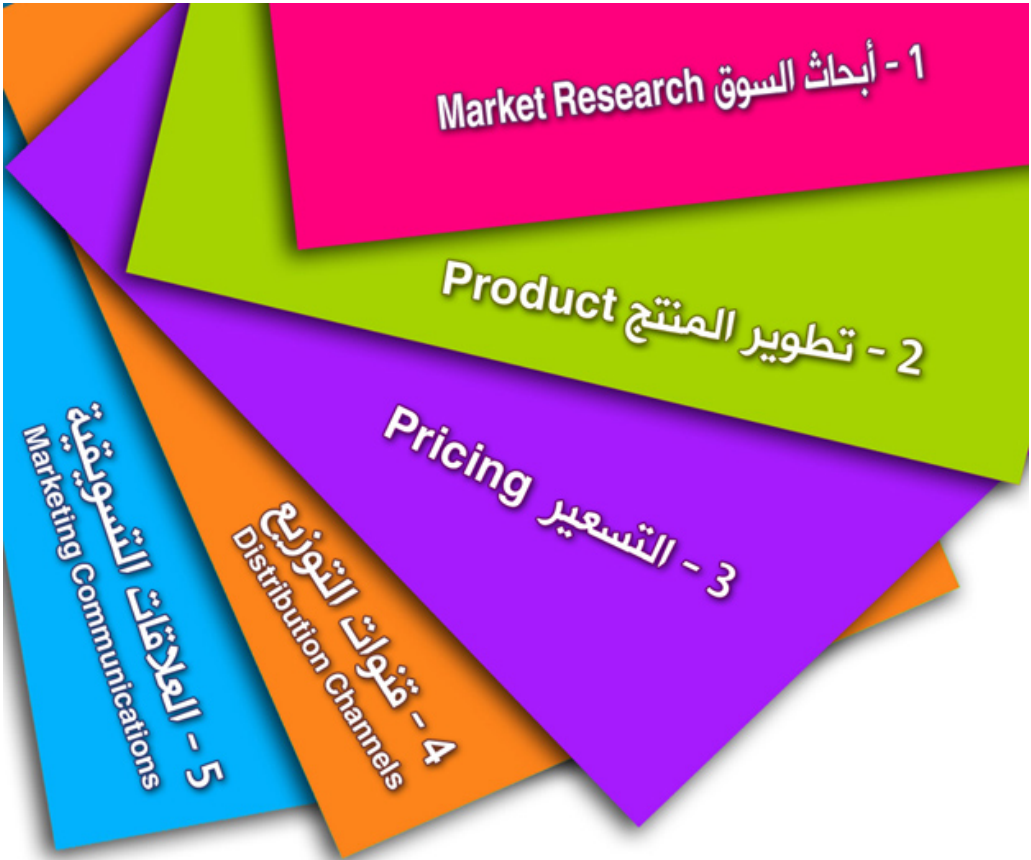 1 - أبحاث السوق Market Research
2 - تطوير المنتج Product
3 - التسعير Pricing
4 - قنوات التوزيع
Distribution Channels
5 - العلاقات التسويقية
Marketing Communications